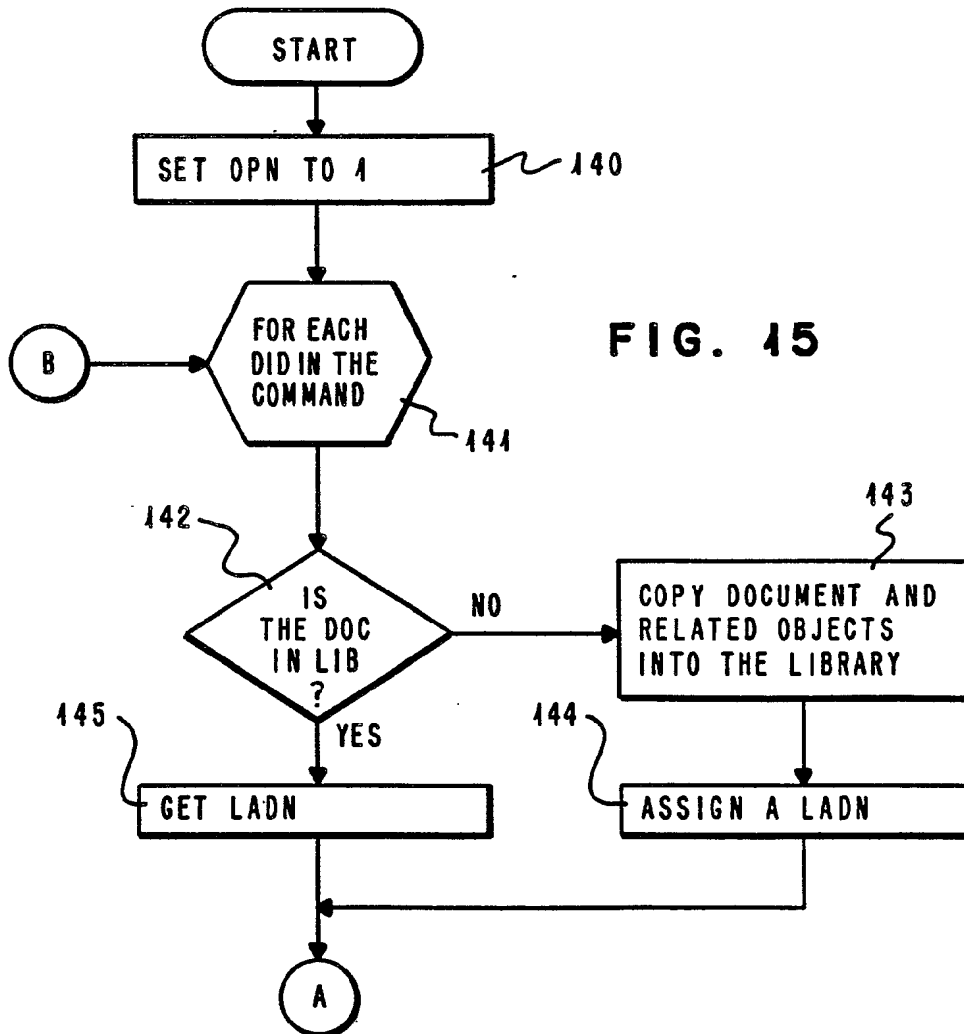 START
SET OPN TO 1
140
FOR EACH
DID IN THE
COMMAND
141
B
FIG. 15
142
IS
THE DOC
IN LIB
?
NO
YES
143
COPY DOCUMENT AND
RELATED OBJECTS
INTO THE LIBRARY
145
GET LADN
144
ASSIGN A LADN
A